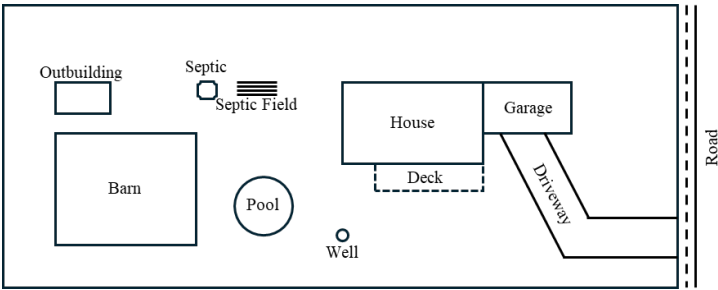 Outbuilding
Septic
Septic Field
House
Garage
Deck
Barn
Pool
Well
Driveway
Road